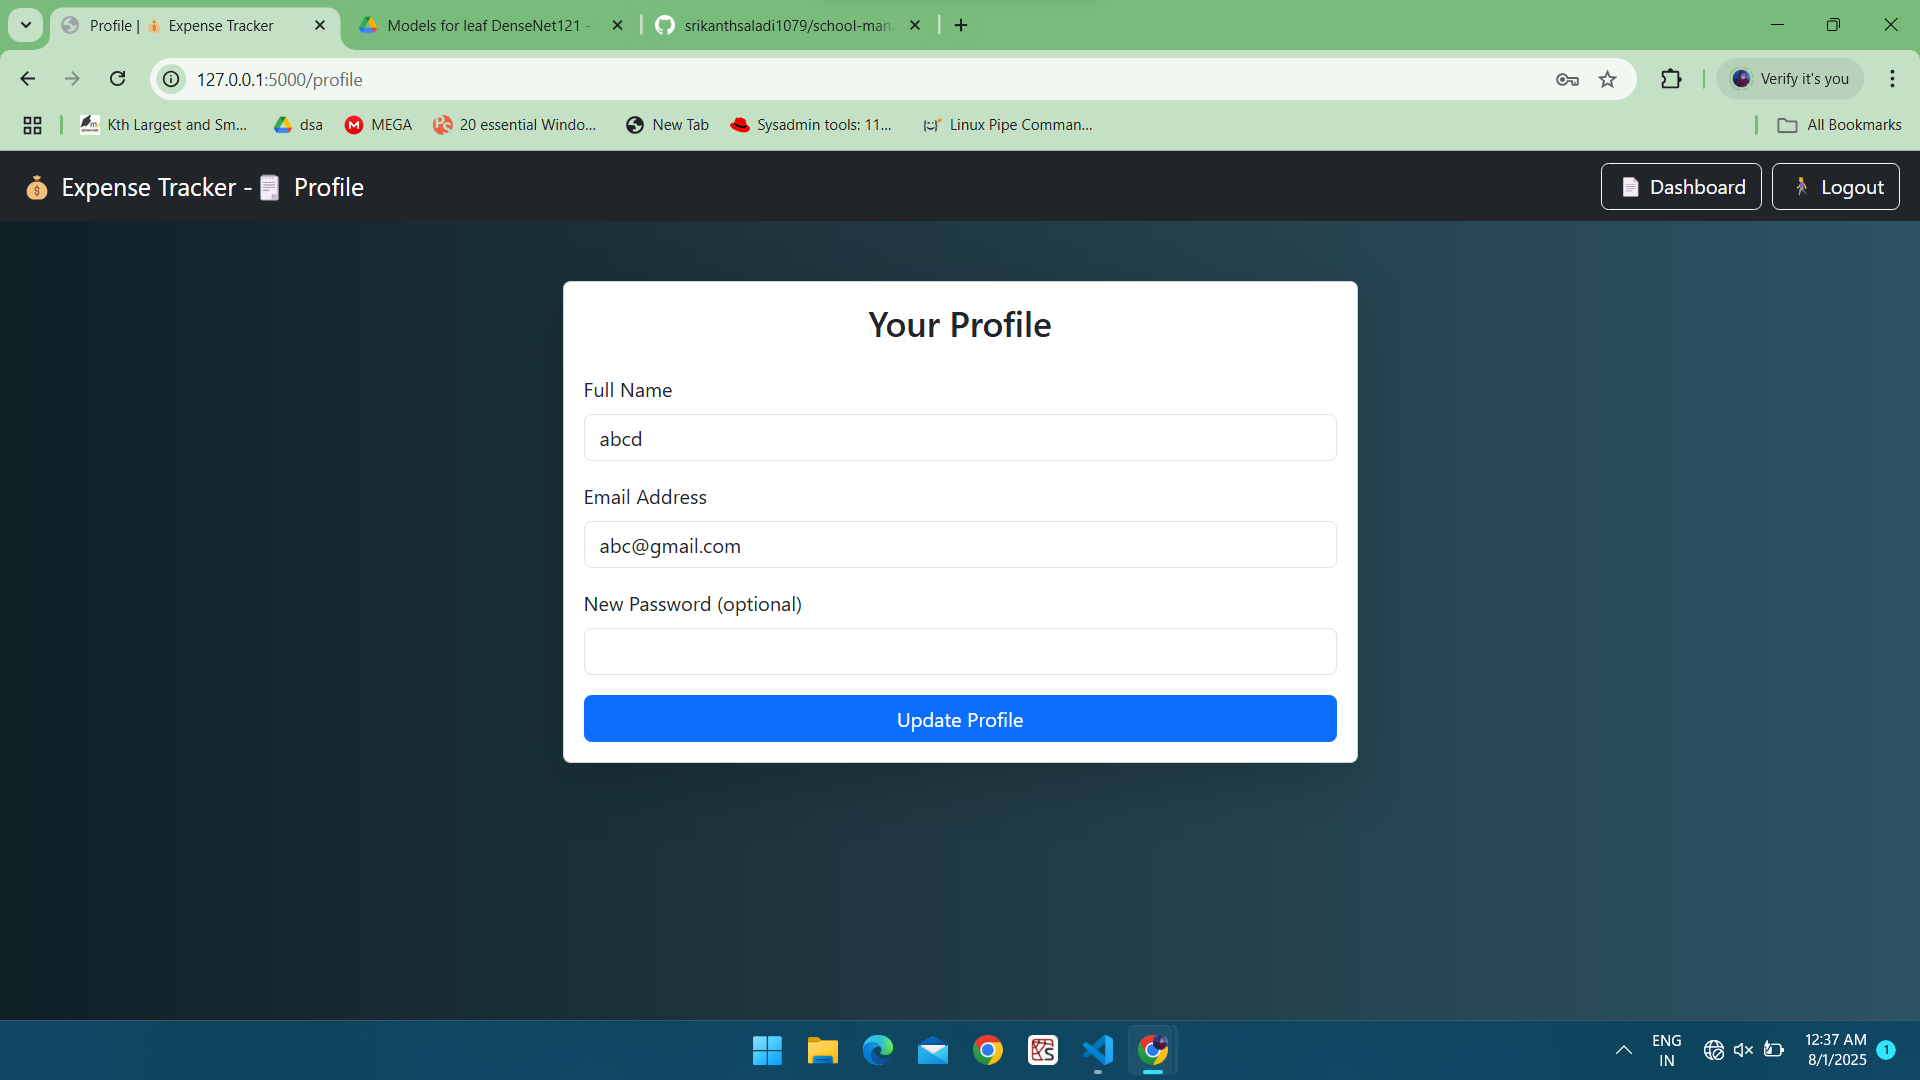 Profile | 💰 Expense Tracker
Models for leaf DenseNet121 -
srikanthsaladi1079/school-man
127.0.0.1:5000/profile
Verify it's you
Kth Largest and Sm...
dsa
MEGA
20 essential Windo...
New Tab
Sysadmin tools: 11...
Linux Pipe Comman...
All Bookmarks
Expense Tracker - Profile
Dashboard
Logout
Your Profile
Full Name
abcd
Email Address
abc@gmail.com
New Password (optional)
Update Profile
ENG
IN
12:37 AM
8/1/2025
1